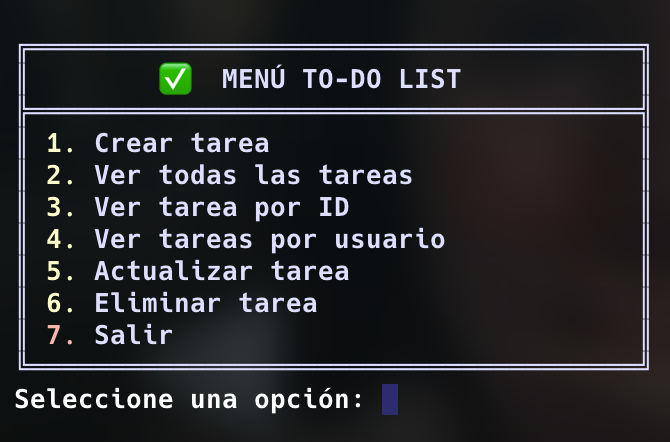 ✅ MENÚ TO-DO LIST
1. Crear tarea
2. Ver todas las tareas
3. Ver tarea por ID
4. Ver tareas por usuario
5. Actualizar tarea
6. Eliminar tarea
7. Salir
Seleccione una opción: